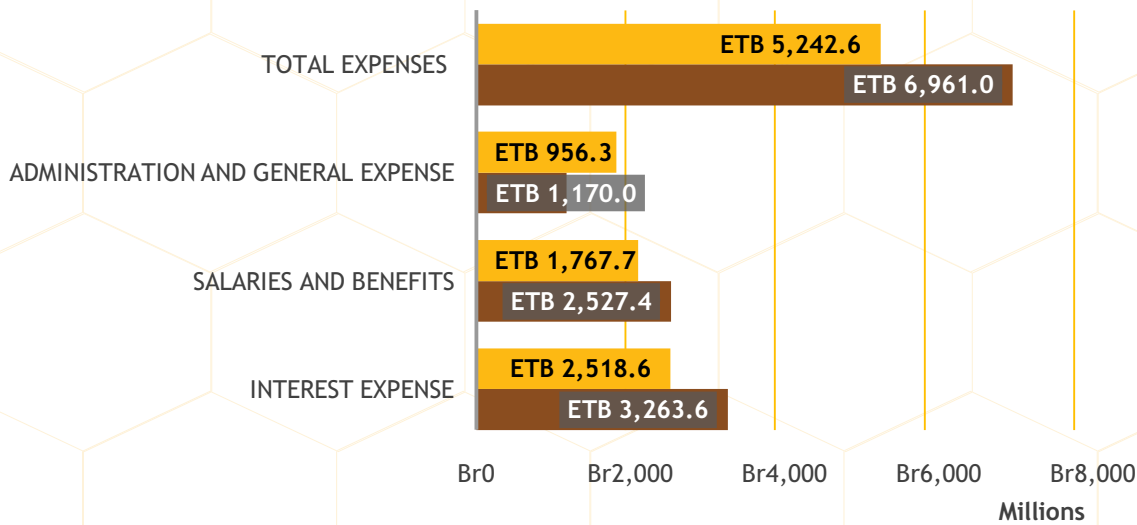 TOTAL EXPENSES
ETB 5,242.6
ETB 6,961.0
ADMINISTRATION AND GENERAL EXPENSE
ETB 956.3
ETB 1,170.0
SALARIES AND BENEFITS
ETB 1,767.7
ETB 2,527.4
INTEREST EXPENSE
ETB 2,518.6
ETB 3,263.6
Br0 Br2,000 Br4,000 Br6,000 Br8,000
Millions